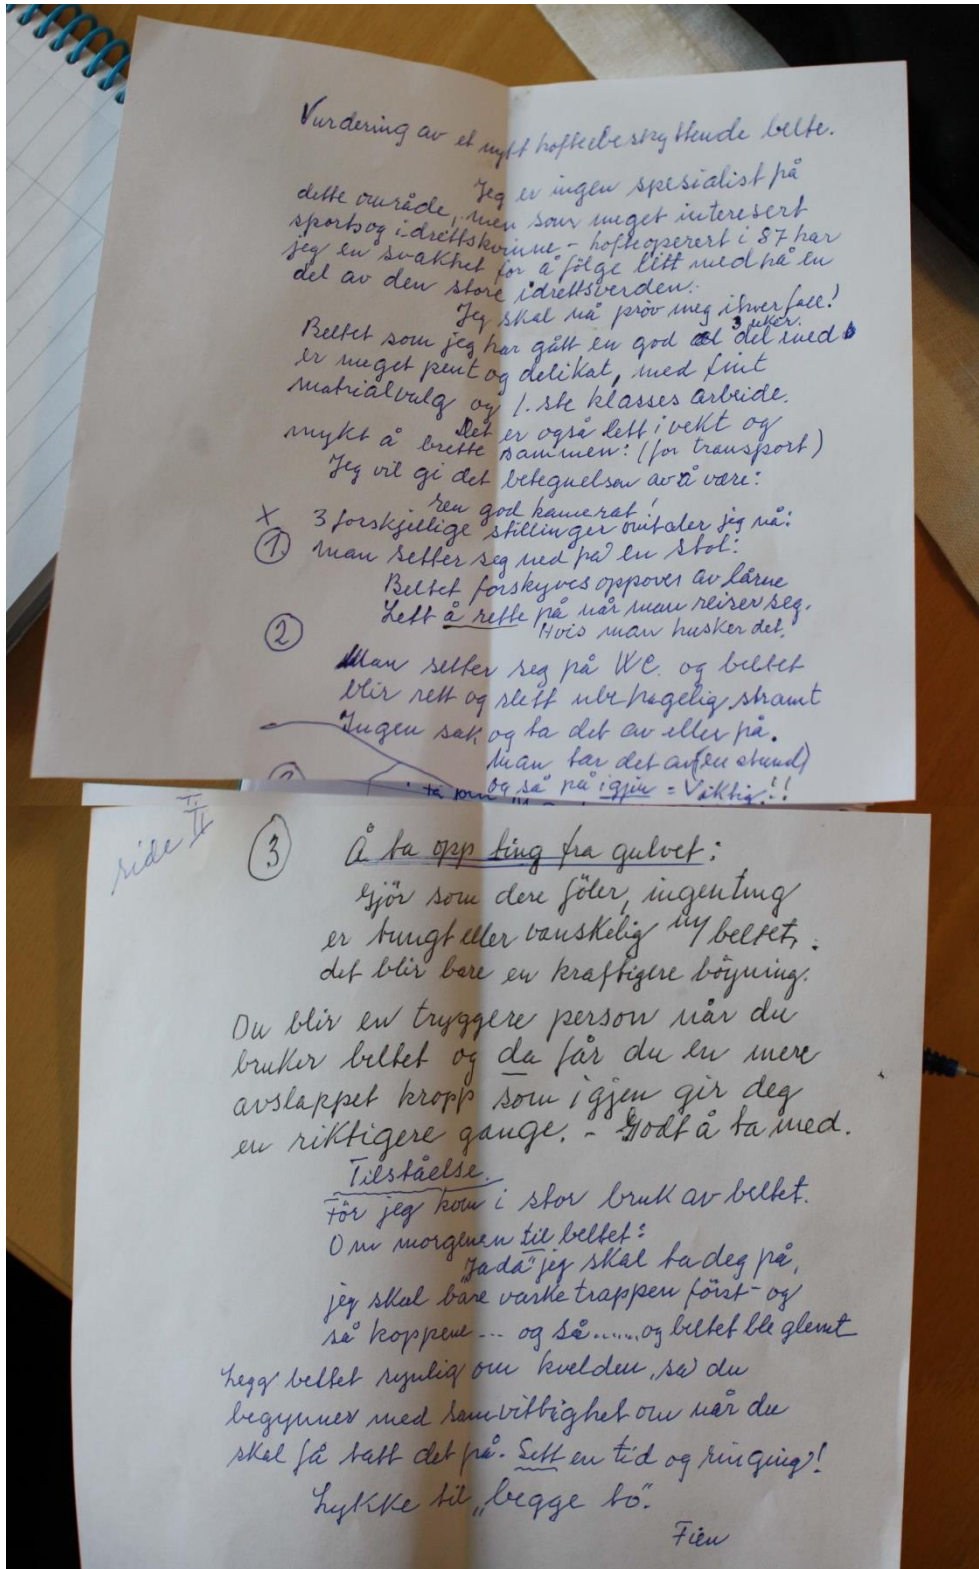 Vurdering av et nytt hoftebeskyttende belte.
Jeg er ingen spesialist på
dette område, men som meget interesert
sportsog idrettskvinne - hofteoperert i 87 har
jeg en svakhet for å følge litt med på en
del av den store idrettsverden.
Jeg skal nå prøv meg ihverfall!
Beltet som jeg har gått en god del med 3 uker.
er meget pent og delikat, med fint
matrialvalg og 1.ste klasses arbeide.
Det er også lett i vekt og
mykt å brette sammen! (for transport)
Jeg vil gi det betegnelsen av å være:
en god kamerat!
X 3 forskjellige stillinger omtaler jeg nå:
1. Man setter seg ned på en stol:
Beltet forskyves oppover av lårne
Lett å rette på når man reiser seg.
Hvis man husker det.
2
Man setter seg på WC. og beltet
blir rett og slett ubehagelig stramt
Ingen sak og ta det av eller på.
Man tar det av (en stund)
og så på igjen = Viktig!!
side II
3 Å ta opp ting fra gulvet:
Gjör som dere föler, ingenting
er tungt eller vanskelig m/beltet,:
det blir bare en kraftigere böyning.
Du blir en tryggere person når du
bruker beltet og da får du en mere
avslappet kropp som igjen gir deg
en riktigere gange. - Godt å ta med.
Tilståelse.
För jeg kom i stor bruk av beltet.
Om morgenen til beltet:
"Jada" jeg skal ta deg på,
jeg skal bare vaske trappen först - og
så koppene ... og så ...... og beltet ble glemt
Legg beltet synlig om kvelden, så du
begynner med samvittighet om når du
skal få tatt det på. Sett en tid og ringing!
Lykke til "begge to".